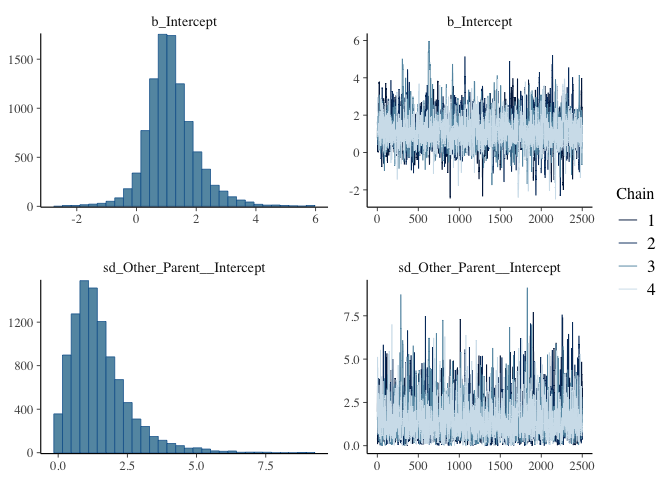 b_Intercept
1500
1000
500
0
-2 0 2 4 6
b_Intercept
6
4
2
0
-2
0 500 1000 1500 2000 2500
sd_Other_Parent__Intercept
1200
800
400
0
0.0 2.5 5.0 7.5
sd_Other_Parent__Intercept
7.5
5.0
2.5
0.0
0 500 1000 1500 2000 2500
Chain
1
2
3
4